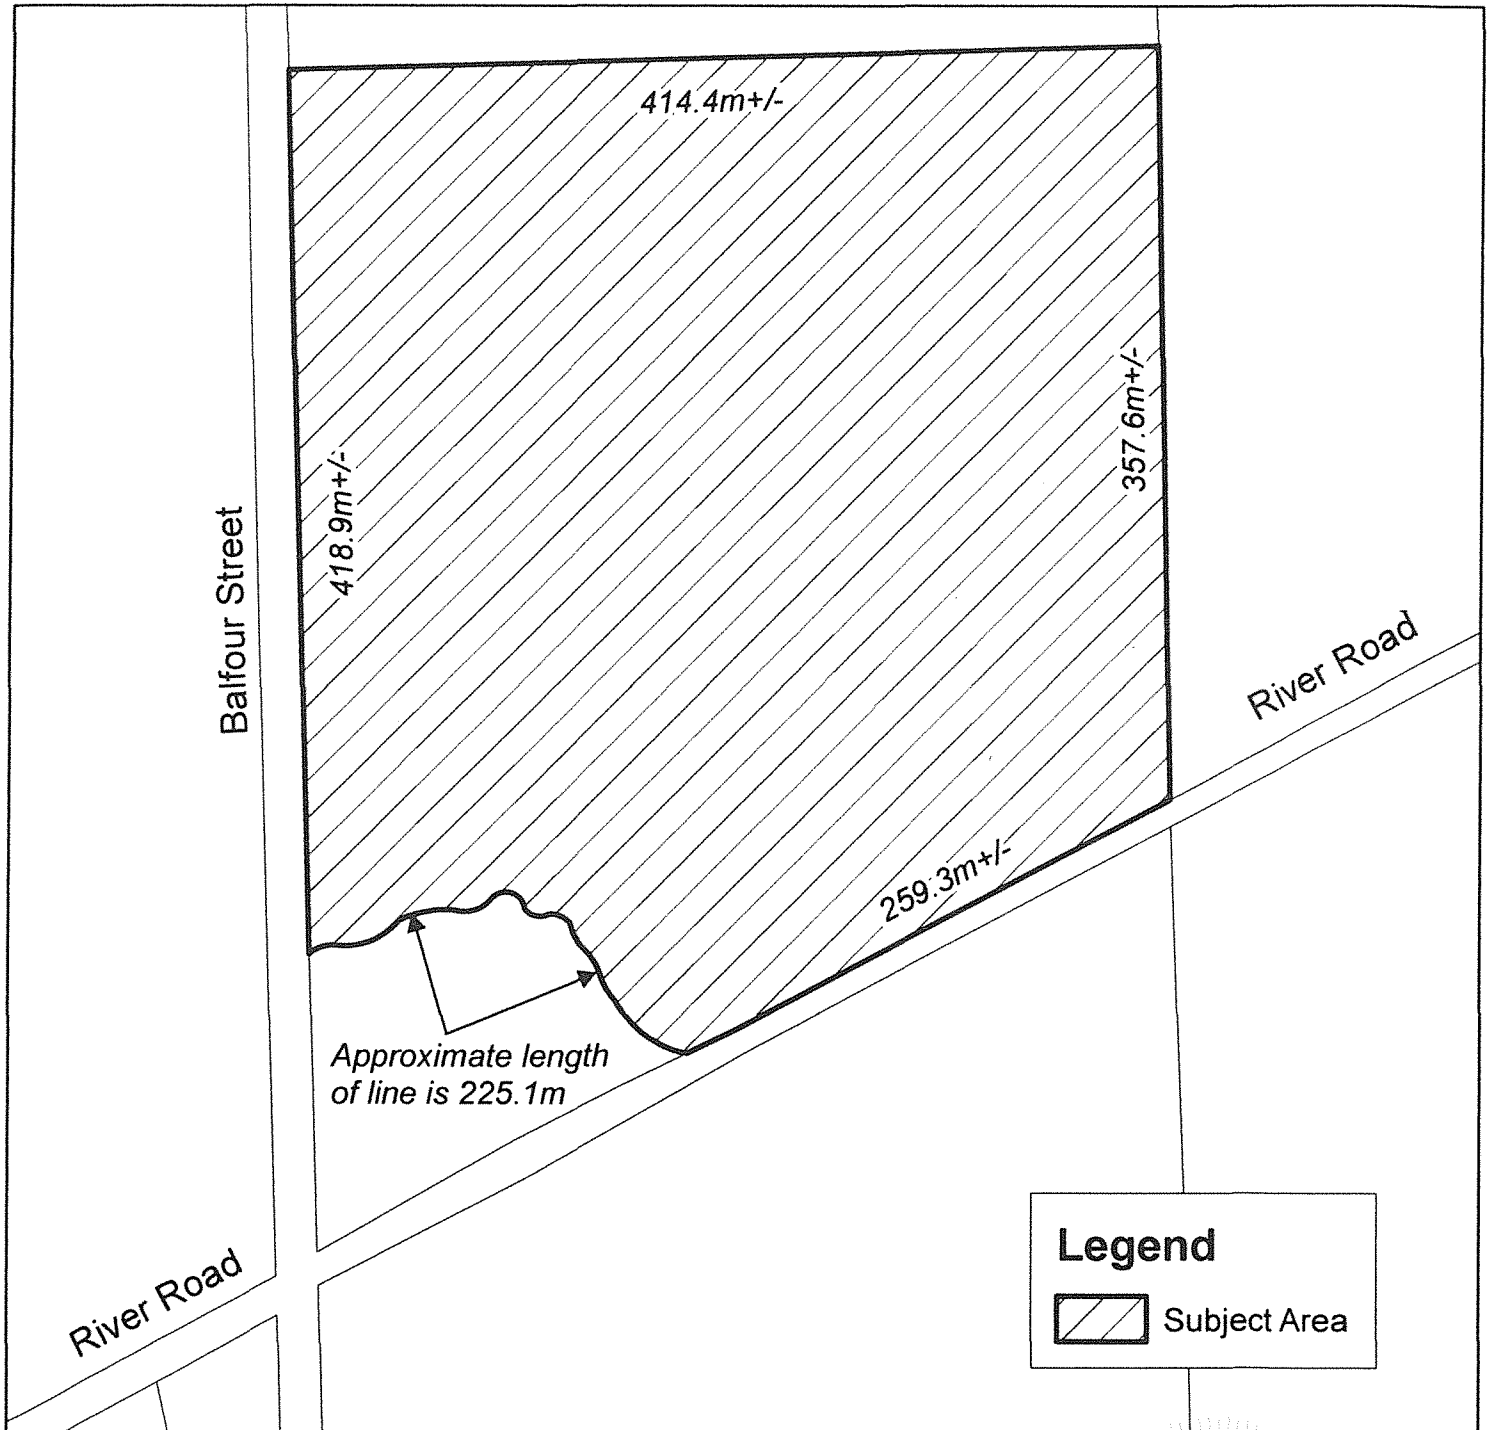 414.4m+/-
357.6m+/-
418.9m+/-
Balfour Street
River Road
259.3m+/-
Approximate length
of line is 225.1m
River Road
Legend
Subject Area